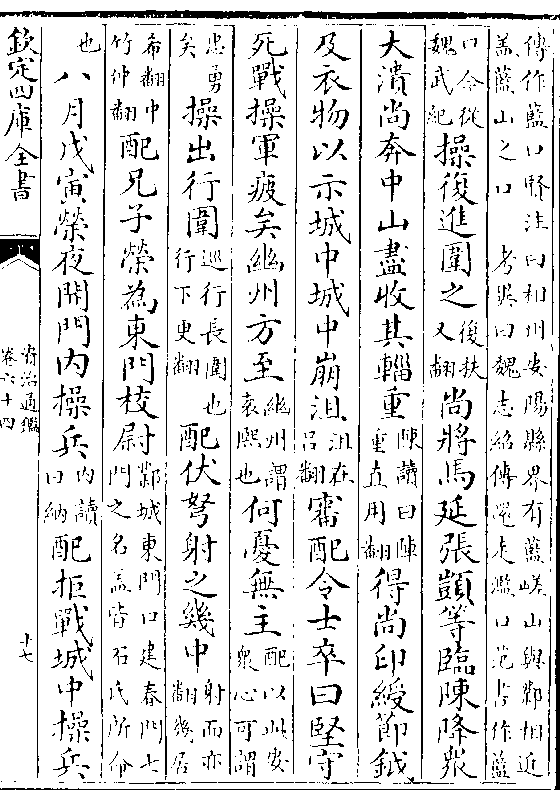 傳作藍口賢注曰相州安陽縣界有藍嵯山與鄴相近
蓋藍山之口 考異曰魏志紹傳還走濫口范書作藍
口今從
魏武紀
操復進圍之
復扶
又翻
尚將馬延張顗等臨陳降衆
大潰尚奔中山盡收其輜重
陳讀曰陣
重直用翻
得尚印綬節鉞
及衣物以示城中城中崩沮
沮在
呂翻
審配令士卒曰堅守
死戰操軍疲矣幽州方至
幽州謂
袁熙也
何憂無主
配以此安
衆心可謂
忠勇
矣
操出行圍
巡行長圍也
行下更翻
配伏弩射之幾中
射而亦
翻幾居
希翻中
竹仲翻
配兄子榮為東門校尉
鄴城東門曰建春門七
門之名蓋皆石氏所命
也
八月戊寅榮夜開門內操兵
內讀
曰納
配拒戰城中操兵
欽定四庫全書
資治通鑑
卷六十四
十七